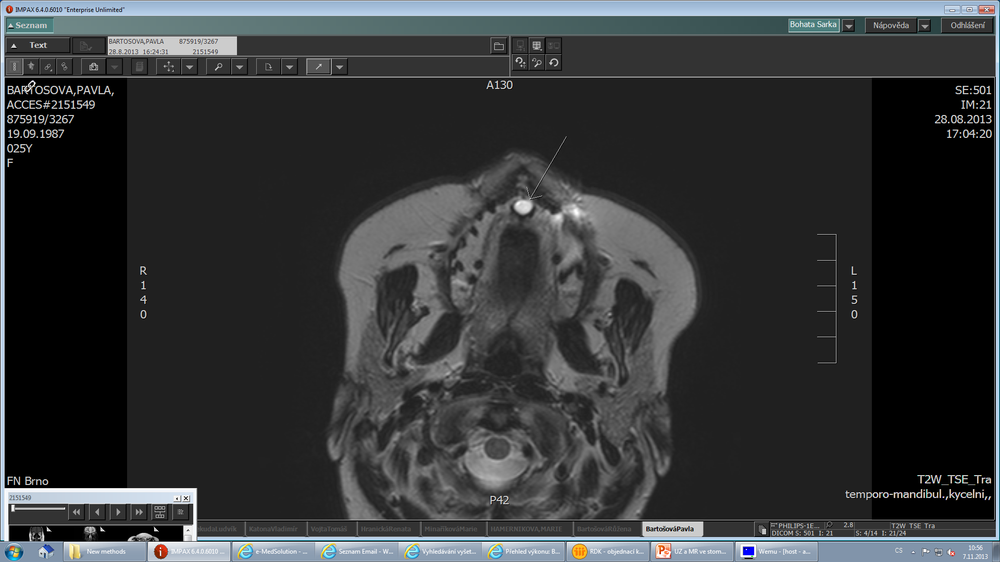 IMPAX 6.4.0.6010 "Enterprise Unlimited"
Seznam
Bohata Sarka
Nápověda
Odhlášení
Text
BARTOSOVA,PAVLA 875919/3267
28.8.2013 16:24:31 2151549
A130
BARTOSOVA,PAVLA,
ACCES#2151549
875919/3267
19.09.1987
025Y
F
SE:501
IM:21
28.08.2013
17:04:20
R
1
4
0
L
1
5
0
FN Brno
T2W_TSE_Tra
temporo-mandibul.,kycelni,,
P42
2151549
ekudaLudvík
KatonaVladimír
VojtaTomáš
HranickáRenata
MinaříkováMarie
HAMERNIKOVA,MARIE
BartošováRůžena
BartošováPavla
PHILIPS-1E... 2.8 T2W TSE Tra
DICOM S: 501 I: 21 S: 4/14 I: 21/24
New methods
IMPAX 6.4.0.6010 ...
e-MedSolution - ...
Seznam Email - W...
Vyhledávání vyšet...
Přehled výkonu: B...
RDK - objednací k...
UZ a MR ve stom...
Wemu - [host - a...
CS
10:56
7.11.2013